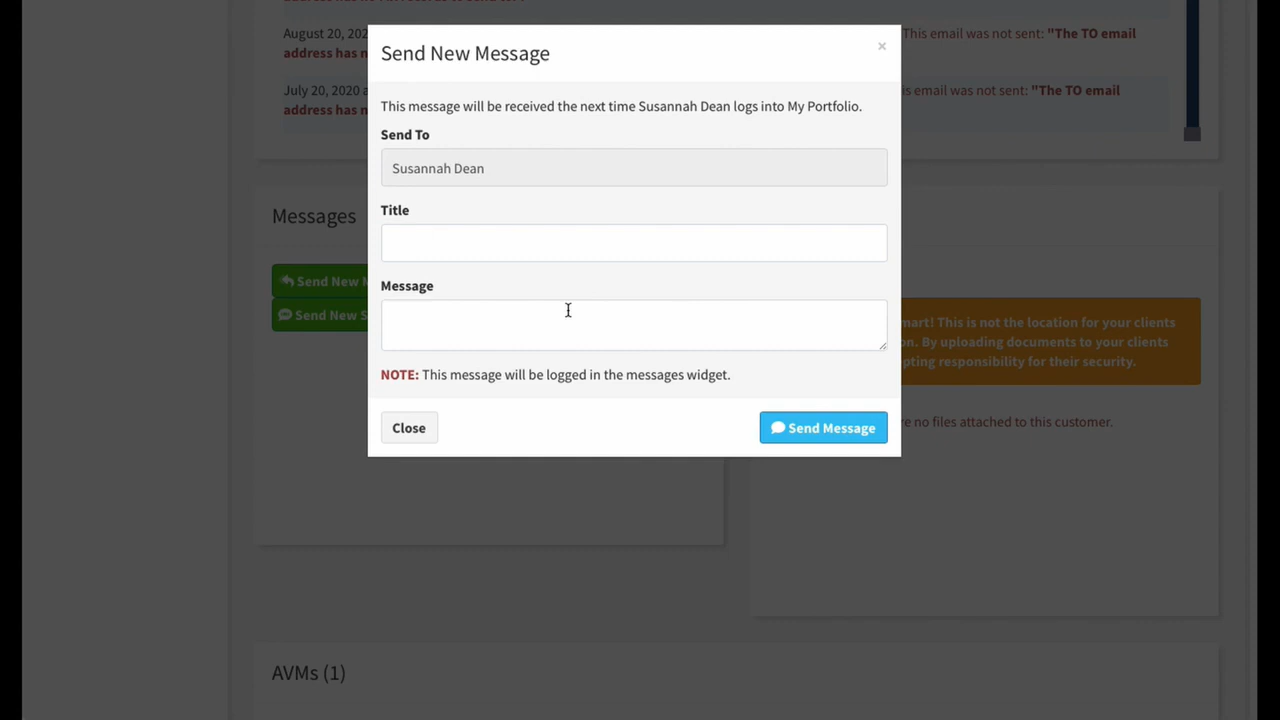 August 20, 202
This email was not sent: "The TO email
address has n
July 20, 2020 a
is email was not sent: "The TO email
address has n
Send New Message
×
This message will be received the next time Susannah Dean logs into My Portfolio.
Send To
Susannah Dean
Title
Message
NOTE: This message will be logged in the messages widget.
Close
Send Message
Messages
Send New M
Send New S
mart! This is not the location for your clients
on. By uploading documents to your clients
pting responsibility for their security.
re no files attached to this customer.
AVMs (1)